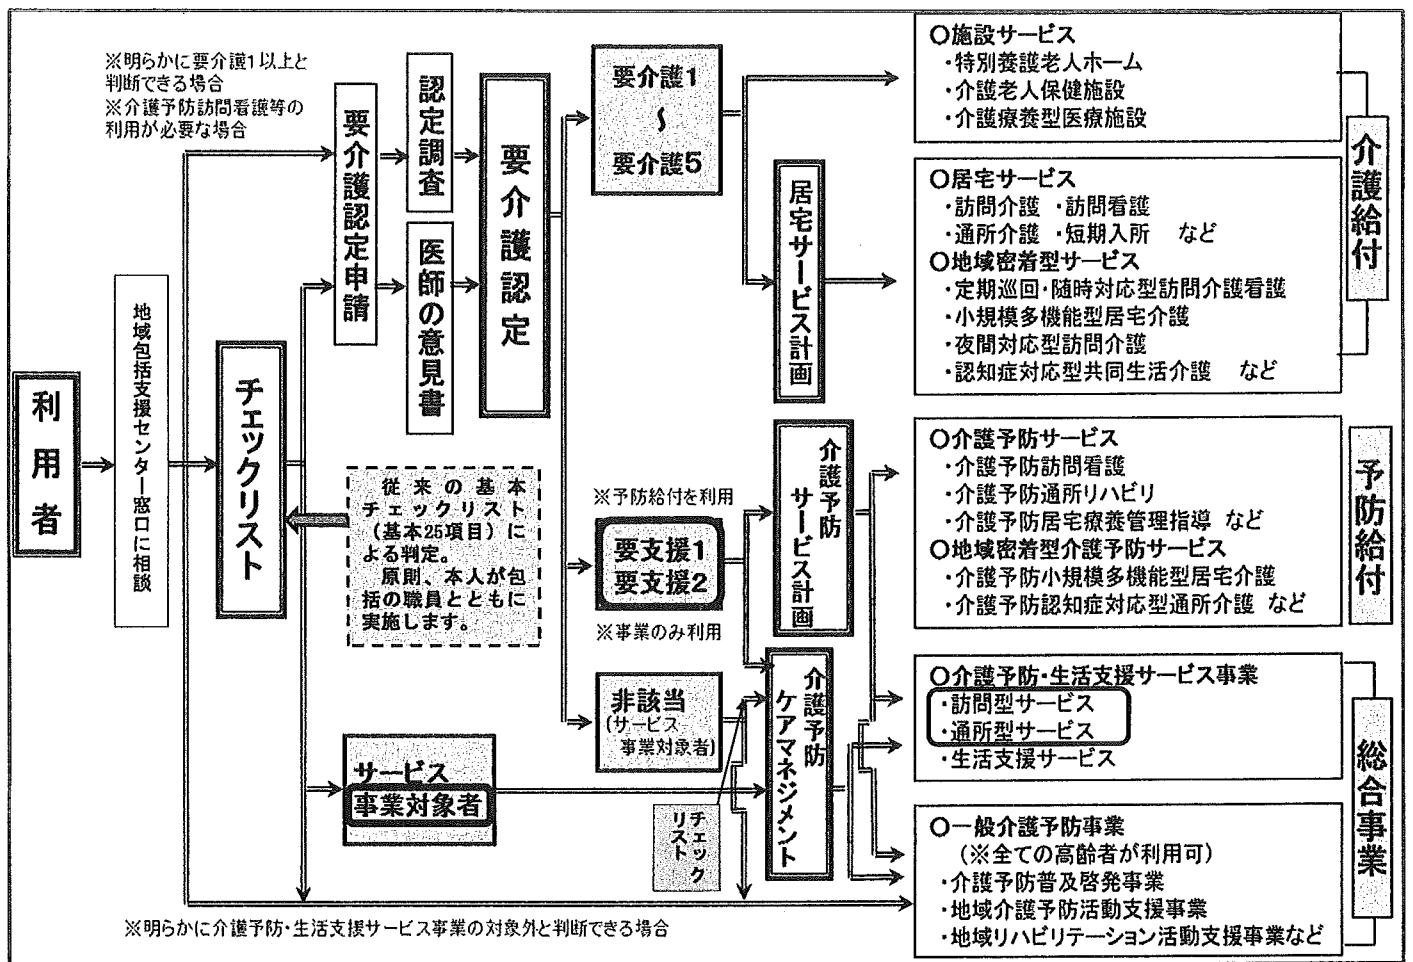 ※明らかに要介護1以上と
判断できる場合
※介護予防訪問看護等の
利用が必要な場合
利用者
地域包括支援センター窓口に相談
チェックリスト
要介護認定申請
認定調査
医師の意見書
要介護認定
従来の基本
チェックリスト
(基本25項目)に
よる判定。
原則、本人が包
括の職員とともに
実施します。
サービス
事業対象者
要介護1
~
要介護5
※予防給付を利用
要支援1
要支援2
※事業のみ利用
非該当
(サービス
事業対象者)
チェック
リスト
居宅サービス計画
介護予防
サービス計画
介護予防
ケアマネジメント
○施設サービス
・特別養護老人ホーム
・介護老人保健施設
・介護療養型医療施設
○居宅サービス
・訪問介護 ・訪問看護
・通所介護 ・短期入所 など
○地域密着型サービス
・定期巡回・随時対応型訪問介護看護
・小規模多機能型居宅介護
・夜間対応型訪問介護
・認知症対応型共同生活介護 など
介護給付
○介護予防サービス
・介護予防訪問看護
・介護予防通所リハビリ
・介護予防居宅療養管理指導 など
○地域密着型介護予防サービス
・介護予防小規模多機能型居宅介護
・介護予防認知症対応型通所介護 など
予防給付
○介護予防・生活支援サービス事業
・訪問型サービス
・通所型サービス
・生活支援サービス
○一般介護予防事業
(※全ての高齢者が利用可)
・介護予防普及啓発事業
・地域介護予防活動支援事業
・地域リハビリテーション活動支援事業など
総合事業
※明らかに介護予防・生活支援サービス事業の対象外と判断できる場合